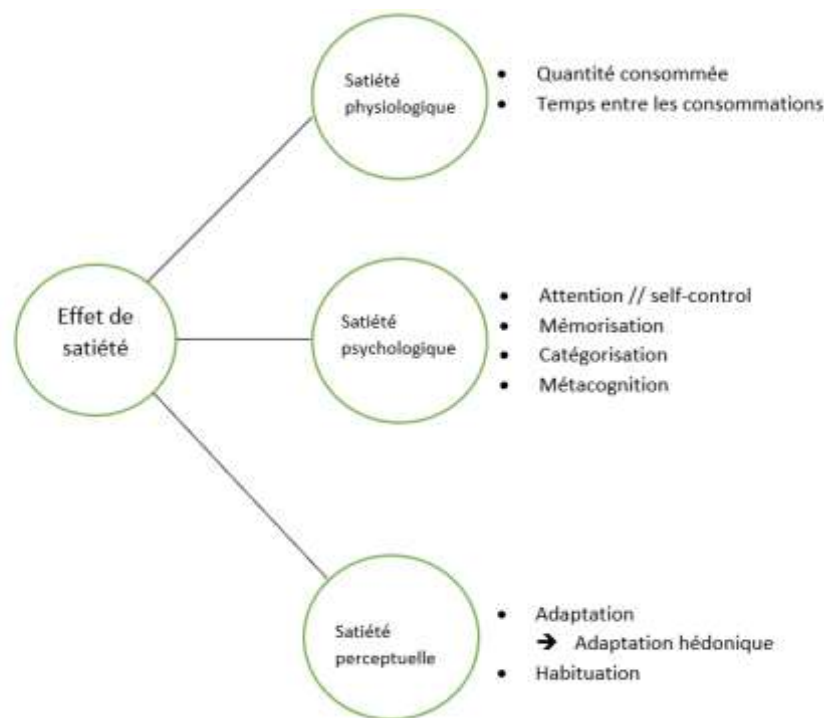 Satiété
physiologique
• Quantité consommée
• Temps entre les consommations
Effet de
satiété
Satiété
psychologique
• Attention // self-control
• Mémorisation
• Catégorisation
• Métacognition
Satiété
perceptuelle
• Adaptation
➔ Adaptation hédonique
• Habituation